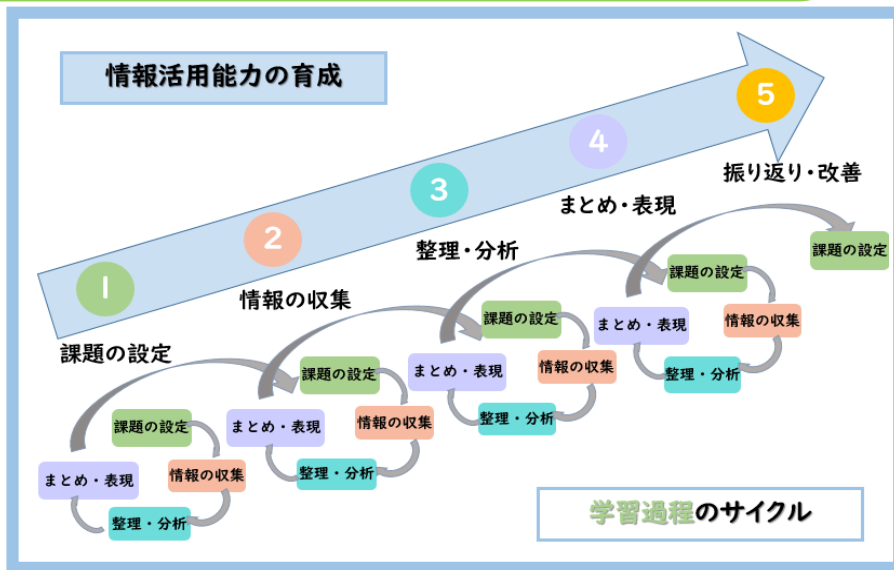 情報活用能力の育成
1
課題の設定
2
情報の収集
3
整理・分析
4
まとめ・表現
5
振り返り・改善
課題の設定
情報の収集
整理・分析
まとめ・表現
課題の設定
情報の収集
整理・分析
まとめ・表現
課題の設定
情報の収集
整理・分析
まとめ・表現
課題の設定
情報の収集
整理・分析
まとめ・表現
課題の設定
学習過程のサイクル